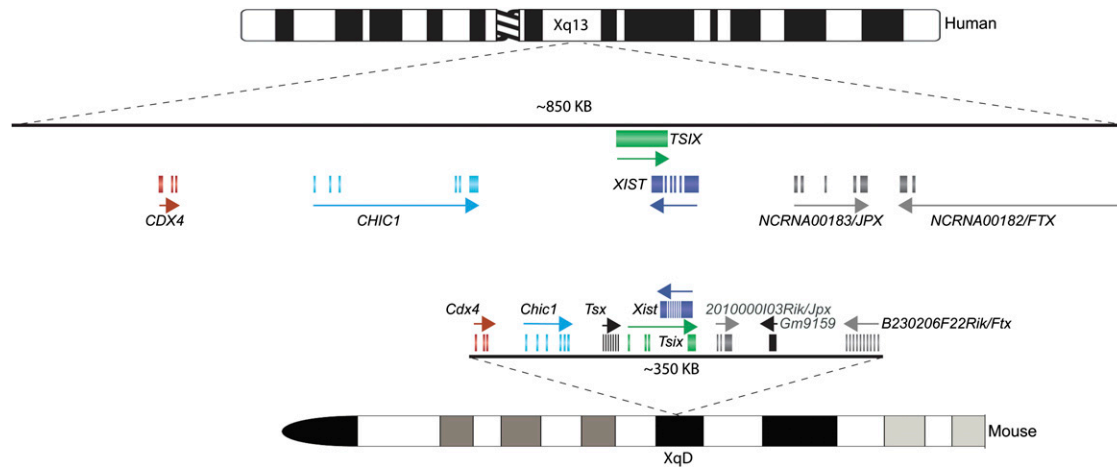 Xq13
Human
~850 KB
TSIX
XIST
CDX4
CHIC1
NCRNA00183/JPX
NCRNA00182/FTX
Cdx4
Chic1
Tsx
Xist
2010000I03Rik/Jpx
Gm9159
B230206F22Rik/Ftx
Tsix
~350 KB
Mouse
XqD